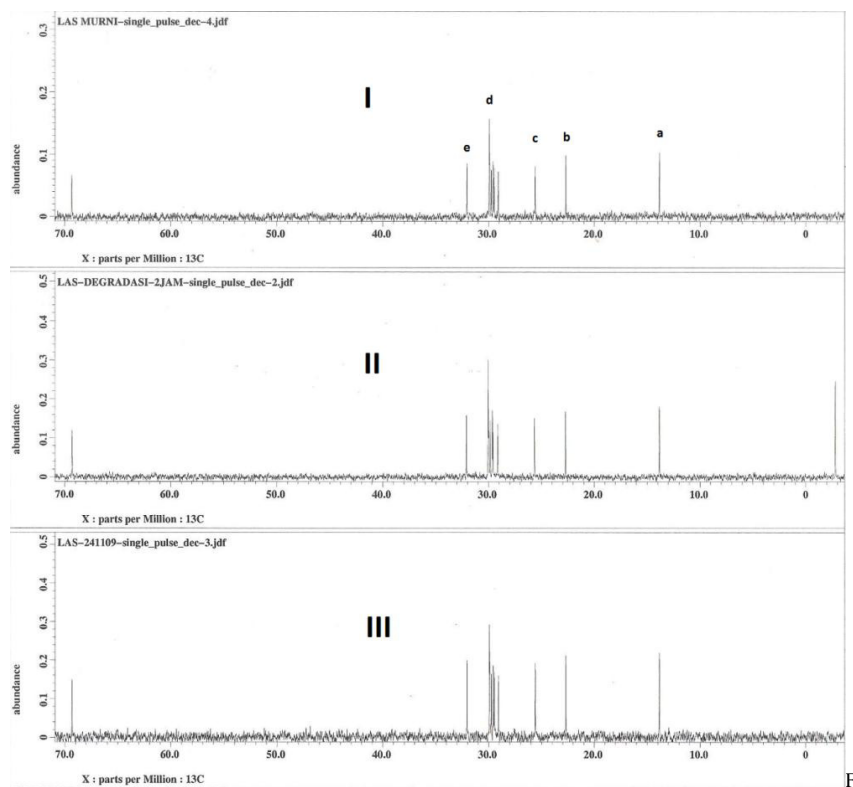 LAS MURNI-single_pulse_dec-4.jdf
I
d
e
c
b
a
abundance
0.3
0.2
0.1
0
70.0 60.0 50.0 40.0 30.0 20.0 10.0 0
X : parts per Million : 13C
LAS-DEGRADASI-2JAM-single_pulse_dec-2.jdf
II
abundance
0.5
0.4
0.3
0.2
0.1
0
70.0 60.0 50.0 40.0 30.0 20.0 10.0 0
X : parts per Million : 13C
LAS-241109-single_pulse_dec-3.jdf
III
abundance
0.5
0.4
0.3
0.2
0.1
0
70.0 60.0 50.0 40.0 30.0 20.0 10.0 0
X : parts per Million : 13C